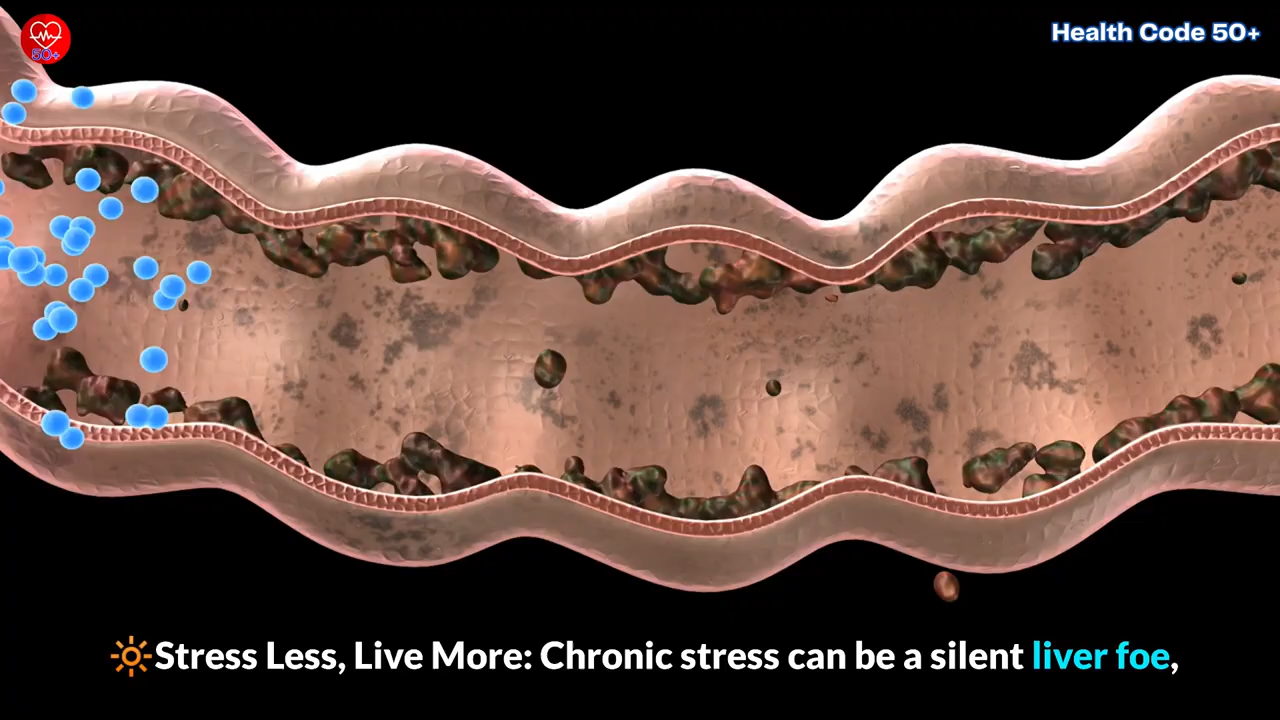 50+
Health Code 50+
Stress Less, Live More: Chronic stress can be a silent liver foe,